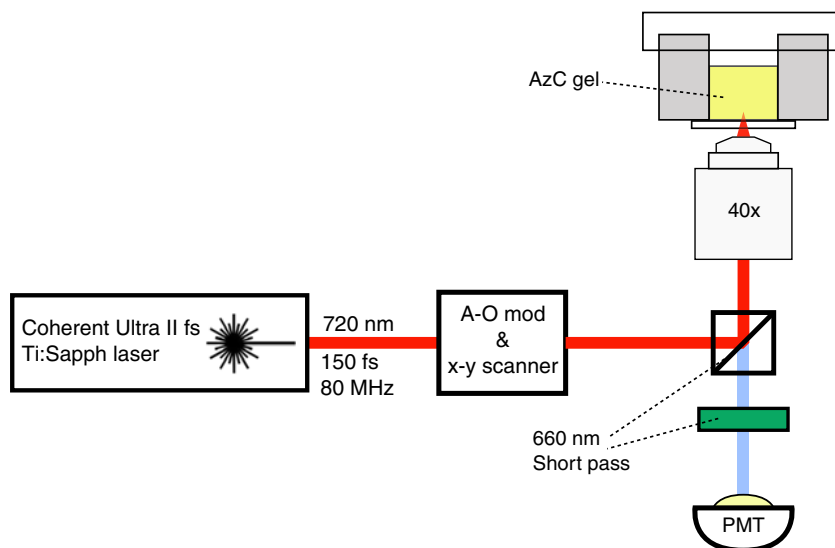 AzC gel
40x
Coherent Ultra II fs
Ti:Sapph laser
720 nm
150 fs
80 MHz
A-O mod
&
x-y scanner
660 nm
Short pass
PMT